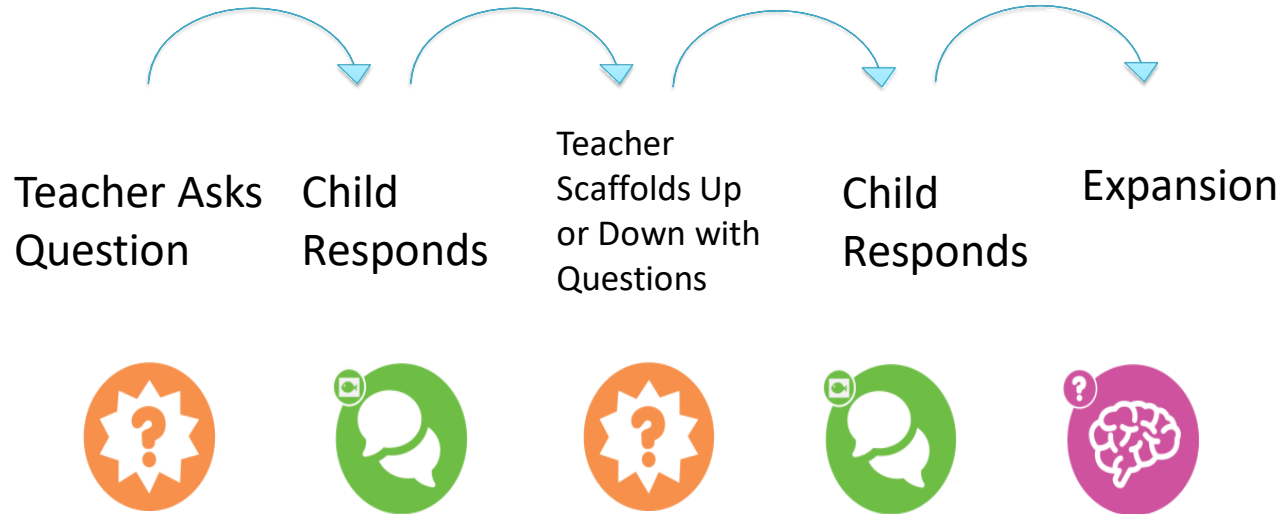 Teacher Asks
Question
Child
Responds
Teacher
Scaffolds Up
or Down with
Questions
Child
Responds
Expansion
?
?
?